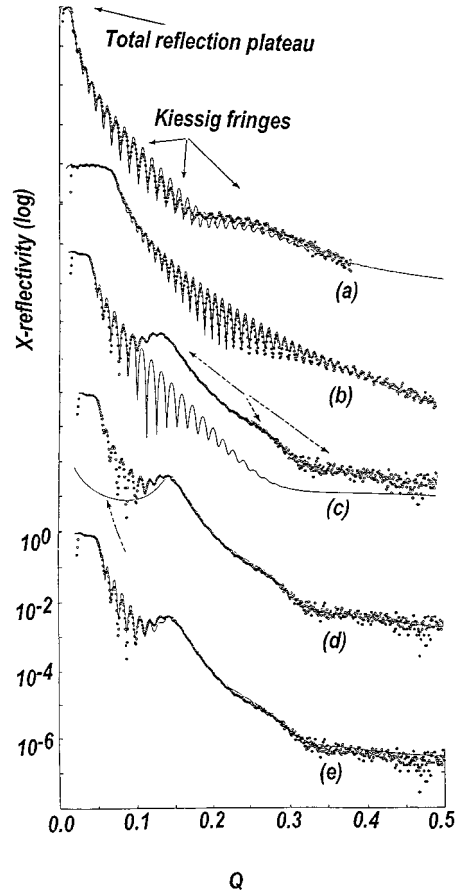 Total reflection plateau
Kiessig fringes
X-reflectivity (log)
(a)
(b)
(c)
(d)
(e)
10^0
10^-2
10^-4
10^-6
0.0 0.1 0.2 0.3 0.4 0.5
Q